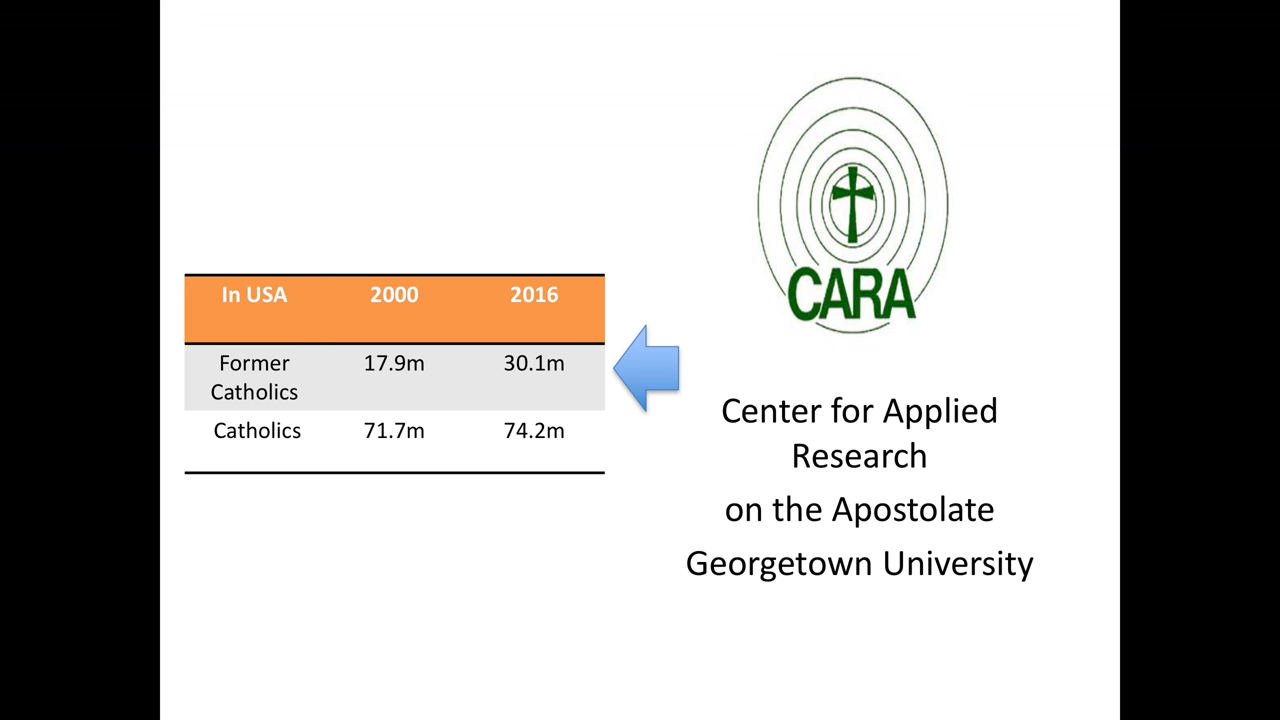 In USA 2000 2016
Former 17.9m 30.1m
Catholics
Catholics 71.7m 74.2m
CARA
Center for Applied
Research
on the Apostolate
Georgetown University